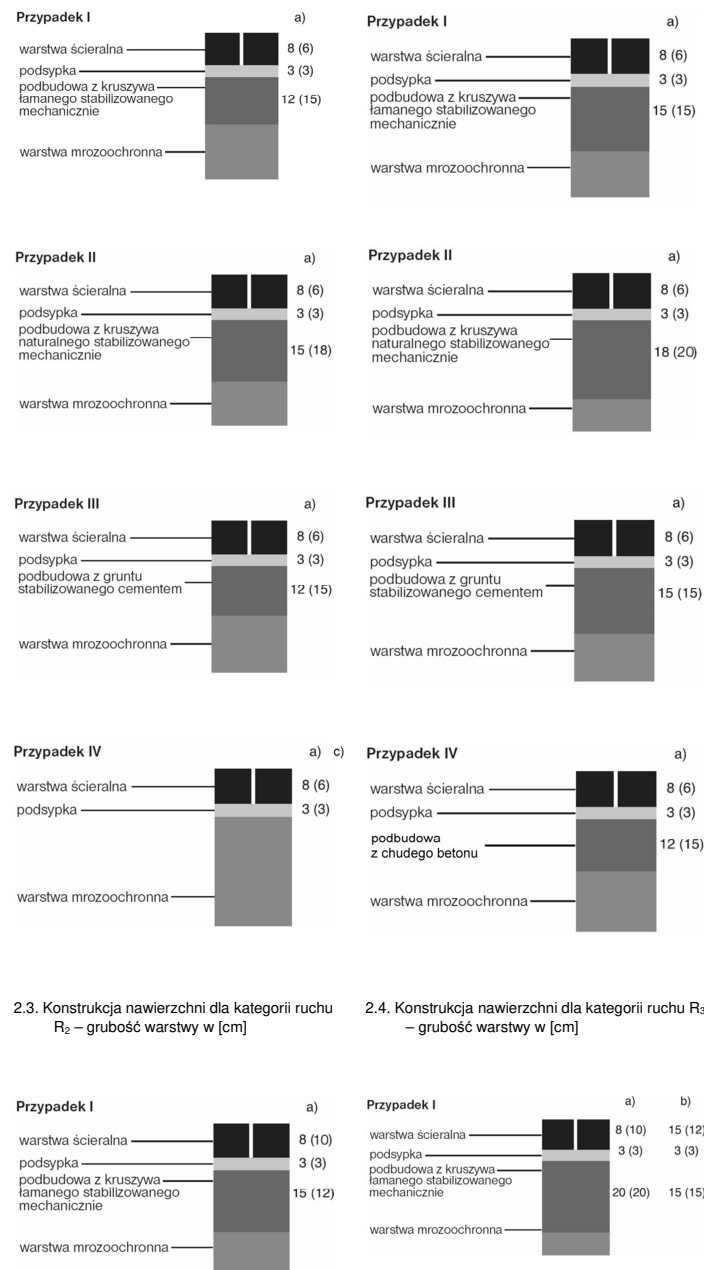 Przypadek I a)
warstwa ścieralna 8 (6)
podsypka 3 (3)
podbudowa z kruszywa
łamanego stabilizowanego 12 (15)
mechanicznie
warstwa mrozoochronna
Przypadek II a)
warstwa ścieralna 8 (6)
podsypka 3 (3)
podbudowa z kruszywa
naturalnego stabilizowanego 15 (18)
mechanicznie
warstwa mrozoochronna
Przypadek III a)
warstwa ścieralna 8 (6)
podsypka 3 (3)
podbudowa z gruntu
stabilizowanego cementem 12 (15)
warstwa mrozoochronna
Przypadek IV a) c)
warstwa ścieralna 8 (6)
podsypka 3 (3)
warstwa mrozoochronna
2.3. Konstrukcja nawierzchni dla kategorii ruchu
R₂ – grubość warstwy w [cm]
Przypadek I a)
warstwa ścieralna 8 (10)
podsypka 3 (3)
podbudowa z kruszywa
łamanego stabilizowanego 15 (12)
mechanicznie
warstwa mrozoochronna
Przypadek I a)
warstwa ścieralna 8 (6)
podsypka 3 (3)
podbudowa z kruszywa
łamanego stabilizowanego 15 (15)
mechanicznie
warstwa mrozoochronna
Przypadek II a)
warstwa ścieralna 8 (6)
podsypka 3 (3)
podbudowa z kruszywa
naturalnego stabilizowanego 18 (20)
mechanicznie
warstwa mrozoochronna
Przypadek III a)
warstwa ścieralna 8 (6)
podsypka 3 (3)
podbudowa z gruntu
stabilizowanego cementem 15 (15)
warstwa mrozoochronna
Przypadek IV a)
warstwa ścieralna 8 (6)
podsypka 3 (3)
podbudowa
z chudego betonu 12 (15)
warstwa mrozoochronna
2.4. Konstrukcja nawierzchni dla kategorii ruchu R₃
– grubość warstwy w [cm]
Przypadek I a) b)
warstwa ścieralna 8 (10) 15 (12)
podsypka 3 (3) 3 (3)
podbudowa z kruszywa
łamanego stabilizowanego
mechanicznie 20 (20) 15 (15)
warstwa mrozoochronna